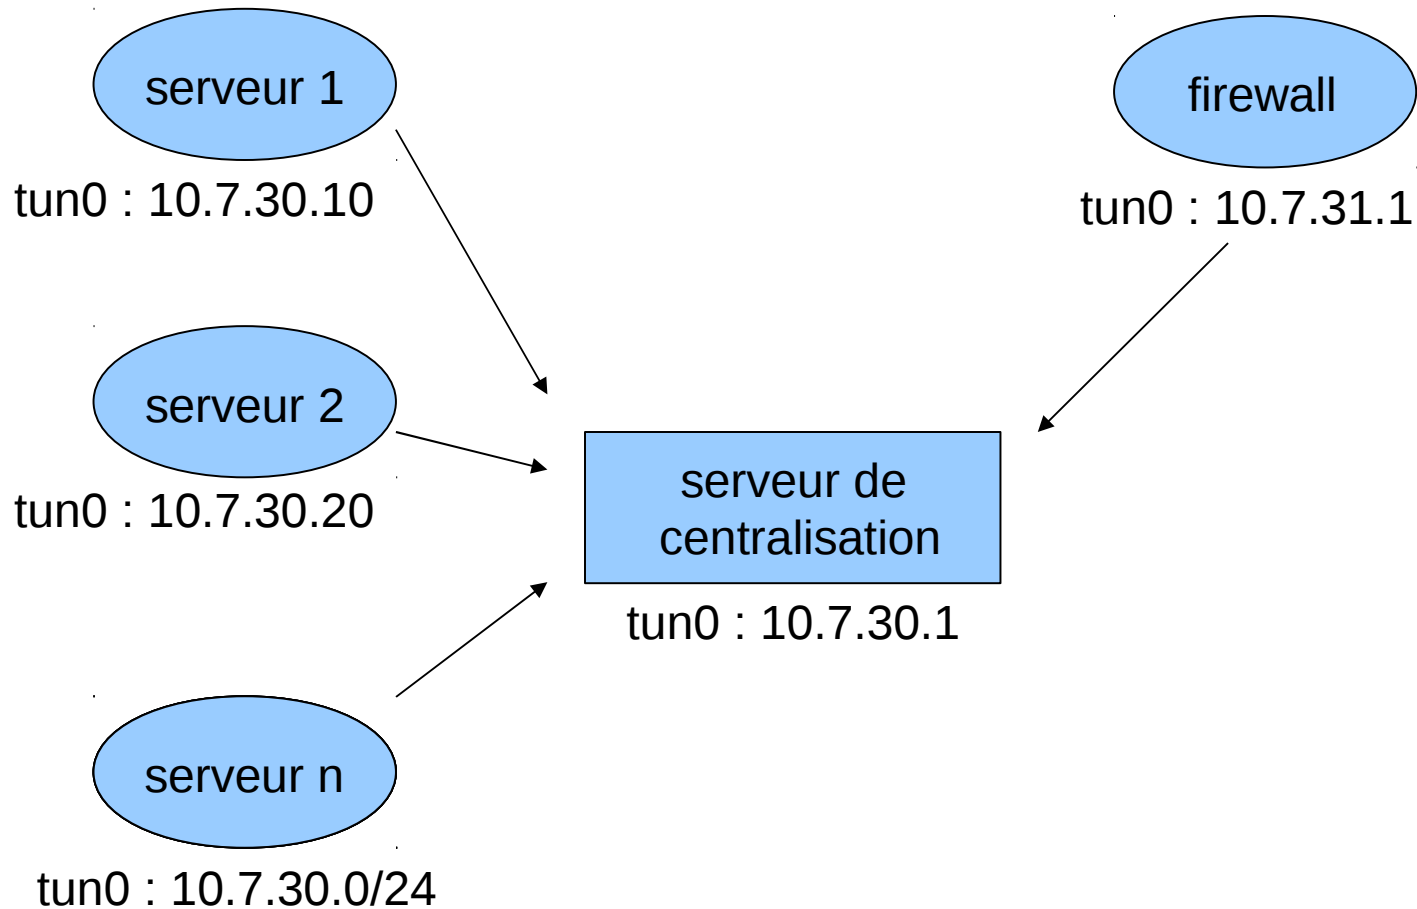 serveur 1
tun0 : 10.7.30.10
firewall
tun0 : 10.7.31.1
serveur 2
tun0 : 10.7.30.20
serveur de
centralisation
tun0 : 10.7.30.1
serveur n
tun0 : 10.7.30.0/24